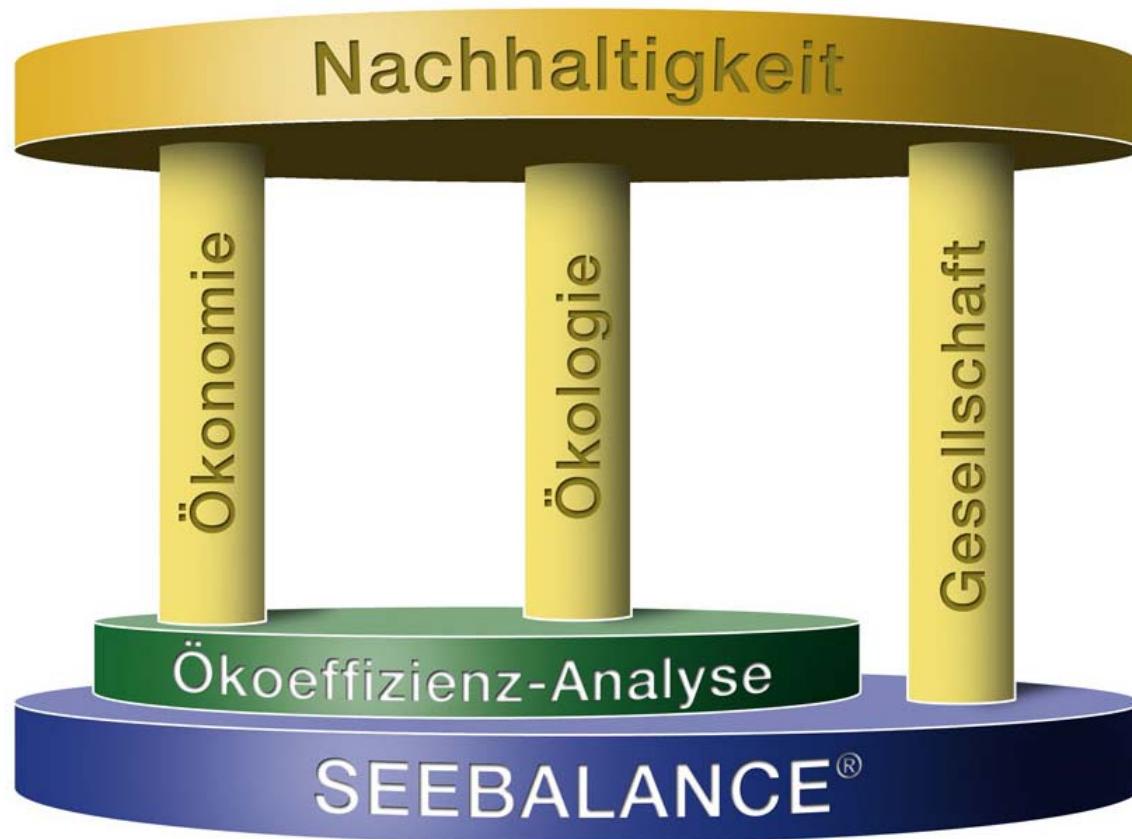 Nachhaltigkeit
Ökonomie
Ökologie
Gesellschaft
Ökoeffizienz-Analyse
SEEBALANCE®